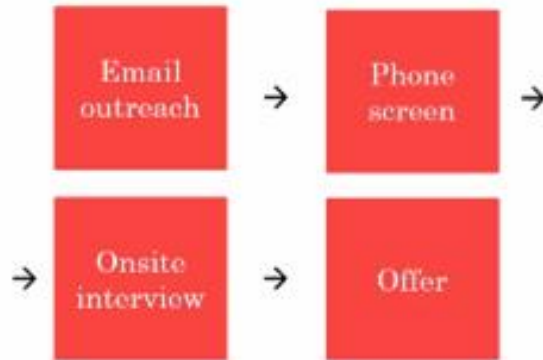 Email
outreach
→
Phone
screen
→
→
Onsite
interview
→
Offer